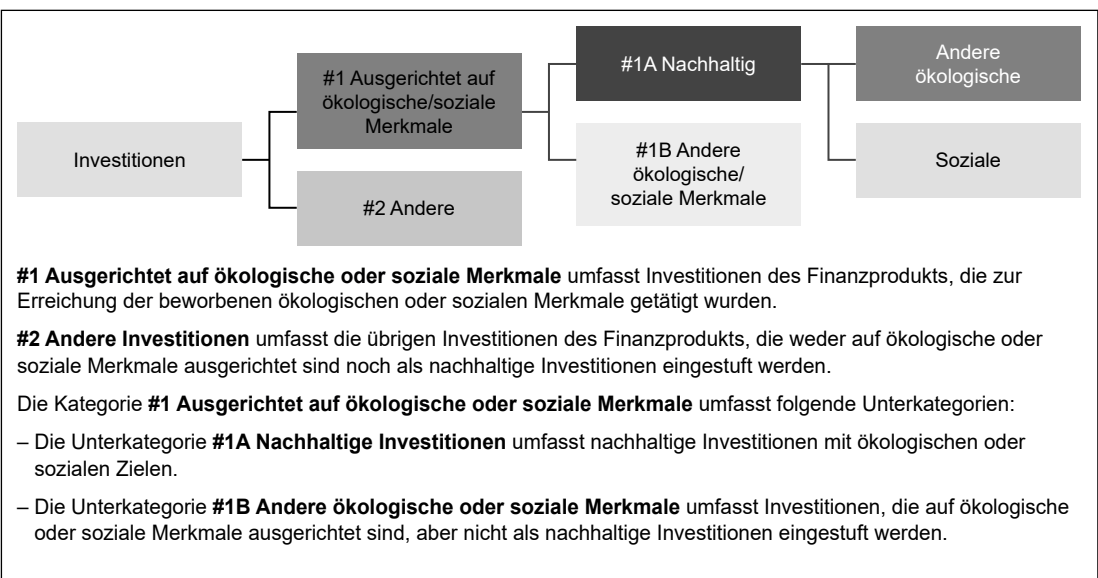 Investitionen
#1 Ausgerichtet auf
ökologische/soziale
Merkmale
#2 Andere
#1A Nachhaltig
#1B Andere
ökologische/
soziale Merkmale
Andere
ökologische
Soziale
#1 Ausgerichtet auf ökologische oder soziale Merkmale umfasst Investitionen des Finanzprodukts, die zur
Erreichung der beworbenen ökologischen oder sozialen Merkmale getätigt wurden.
#2 Andere Investitionen umfasst die übrigen Investitionen des Finanzprodukts, die weder auf ökologische oder
soziale Merkmale ausgerichtet sind noch als nachhaltige Investitionen eingestuft werden.
Die Kategorie #1 Ausgerichtet auf ökologische oder soziale Merkmale umfasst folgende Unterkategorien:
– Die Unterkategorie #1A Nachhaltige Investitionen umfasst nachhaltige Investitionen mit ökologischen oder
sozialen Zielen.
– Die Unterkategorie #1B Andere ökologische oder soziale Merkmale umfasst Investitionen, die auf ökologische
oder soziale Merkmale ausgerichtet sind, aber nicht als nachhaltige Investitionen eingestuft werden.